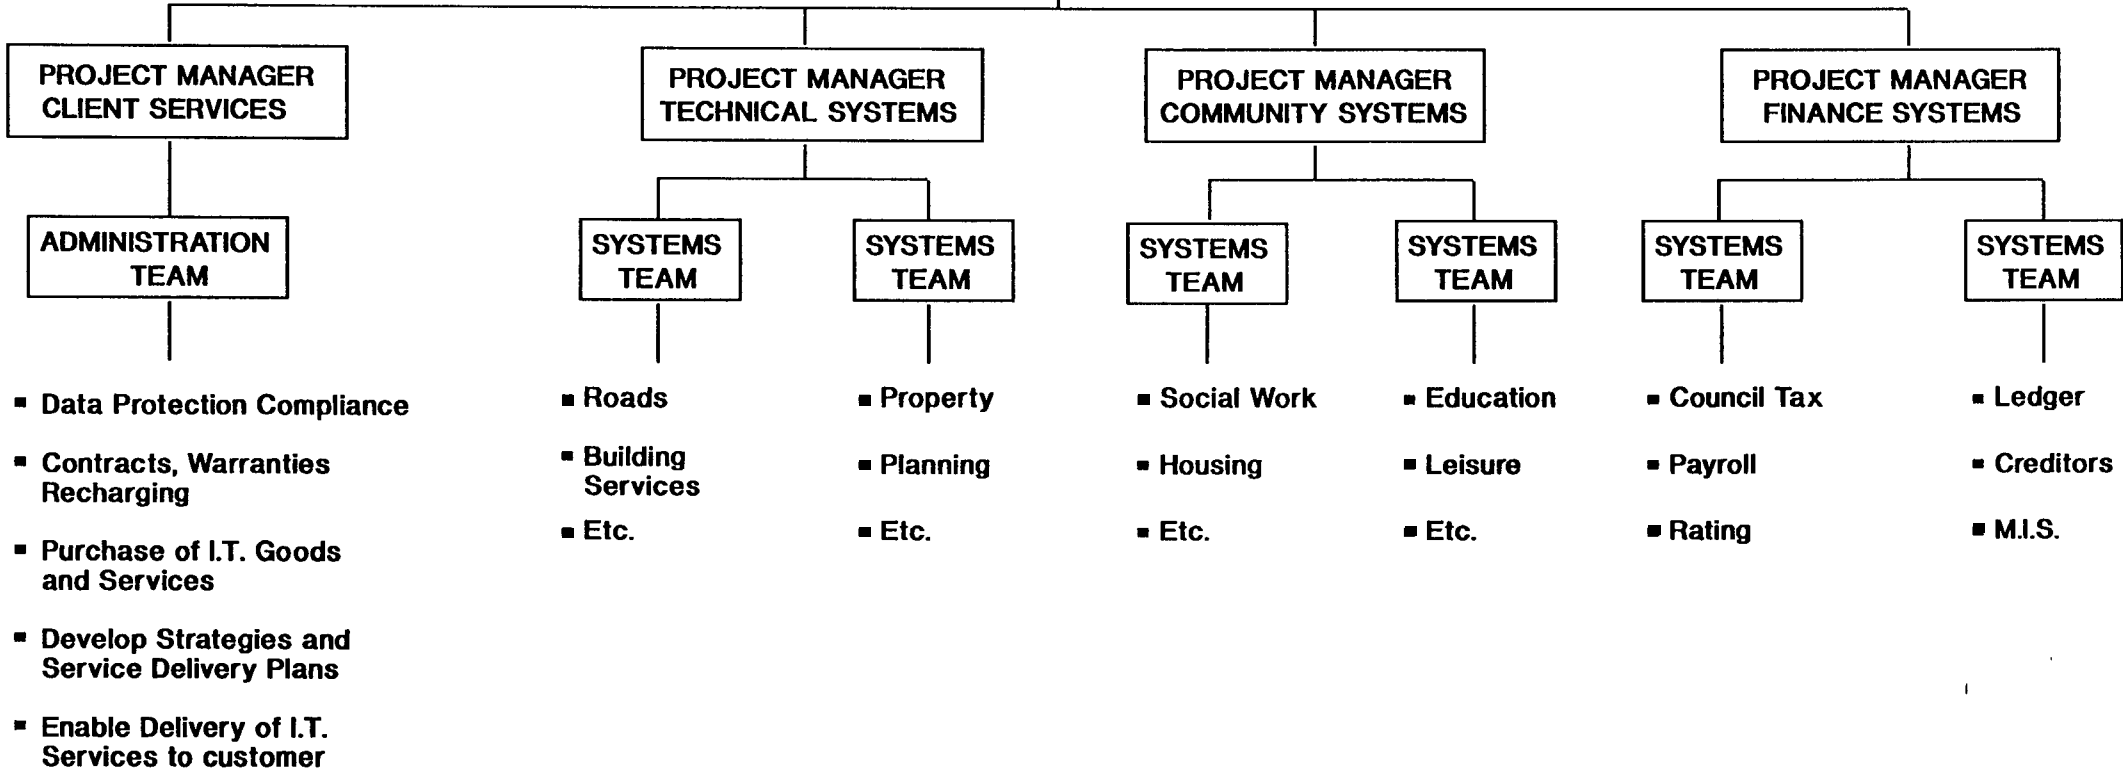 PROJECT MANAGER
CLIENT SERVICES
PROJECT MANAGER
TECHNICAL SYSTEMS
PROJECT MANAGER
COMMUNITY SYSTEMS
PROJECT MANAGER
FINANCE SYSTEMS
ADMINISTRATION
TEAM
SYSTEMS
TEAM
SYSTEMS
TEAM
SYSTEMS
TEAM
SYSTEMS
TEAM
SYSTEMS
TEAM
SYSTEMS
TEAM
▪ Data Protection Compliance
▪ Contracts, Warranties
Recharging
▪ Purchase of I.T. Goods
and Services
▪ Develop Strategies and
Service Delivery Plans
▪ Enable Delivery of I.T.
Services to customer
▪ Roads
▪ Building
Services
▪ Etc.
▪ Property
▪ Planning
▪ Etc.
▪ Social Work
▪ Housing
▪ Etc.
▪ Education
▪ Leisure
▪ Etc.
▪ Council Tax
▪ Payroll
▪ Rating
▪ Ledger
▪ Creditors
▪ M.I.S.